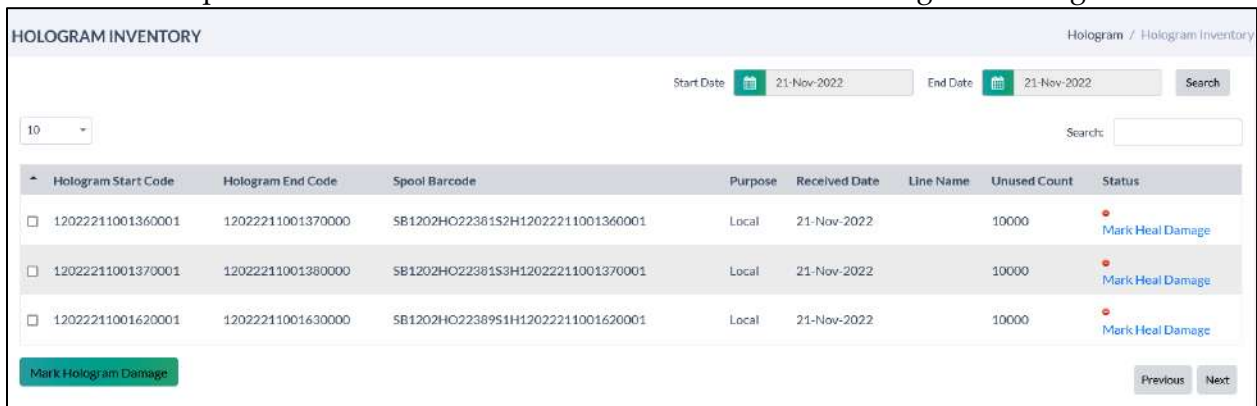 HOLOGRAM INVENTORY Hologram / Hologram Inventory
Start Date 21-Nov-2022 End Date 21-Nov-2022 Search
10 Search:
Hologram Start Code Hologram End Code Spool Barcode Purpose Received Date Line Name Unused Count Status
12022211001360001 12022211001370000 SB1202HO22381S2H12022211001360001 Local 21-Nov-2022 10000 Mark Heal Damage
12022211001370001 12022211001380000 SB1202HO22381S3H12022211001370001 Local 21-Nov-2022 10000 Mark Heal Damage
12022211001620001 12022211001630000 SB1202HO22389S1H12022211001620001 Local 21-Nov-2022 10000 Mark Heal Damage
Mark Hologram Damage Previous Next